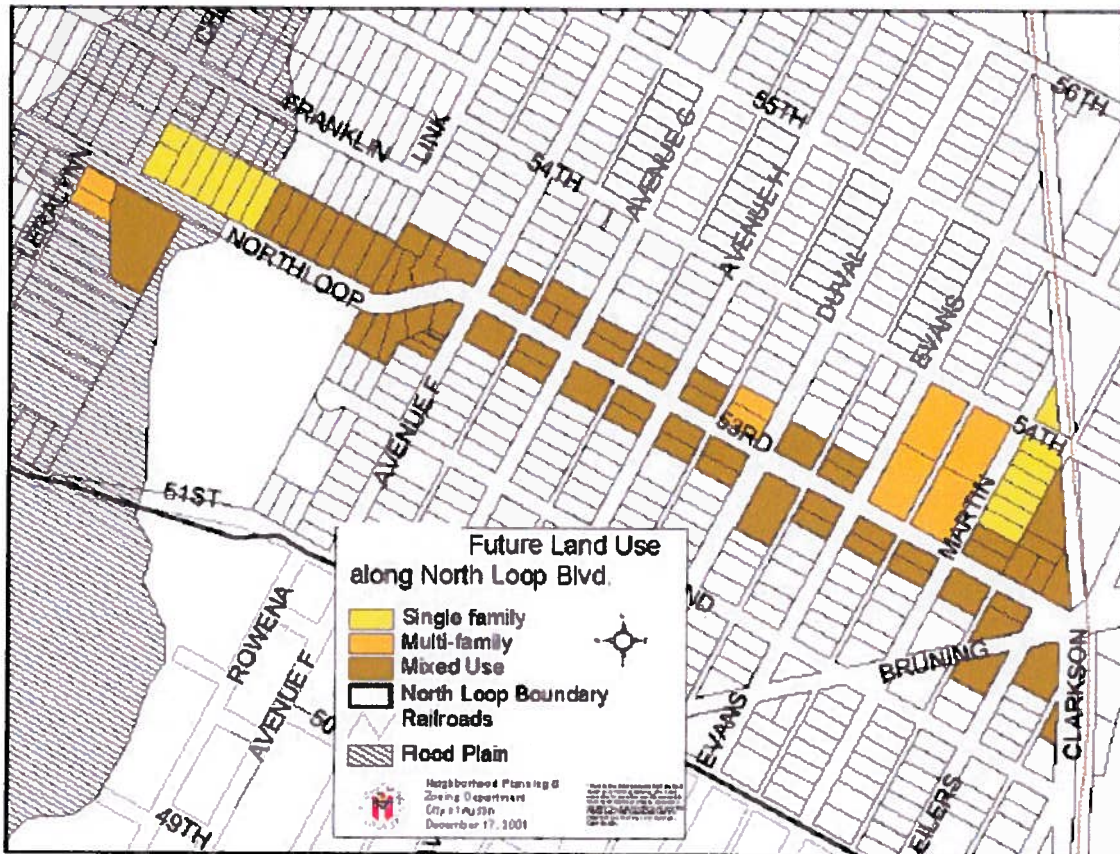 56TH
55TH
FRANKLIN
LINK
54TH
AVENUE G
AVENUE H
DUVAL
EVANS
NORTHLOOP
53RD
54TH
MARTIN
AVENUE F
51ST
ROWENA
AVENUE F
50
49TH
ND
BRUNING
CLARKSON
EVANS
EILERS
Future Land Use
along North Loop Blvd.
Single family
Multi-family
Mixed Use
North Loop Boundary
Railroads
Flood Plain
Neighborhood Planning &
Zoning Department
City of Austin
December 17, 2001